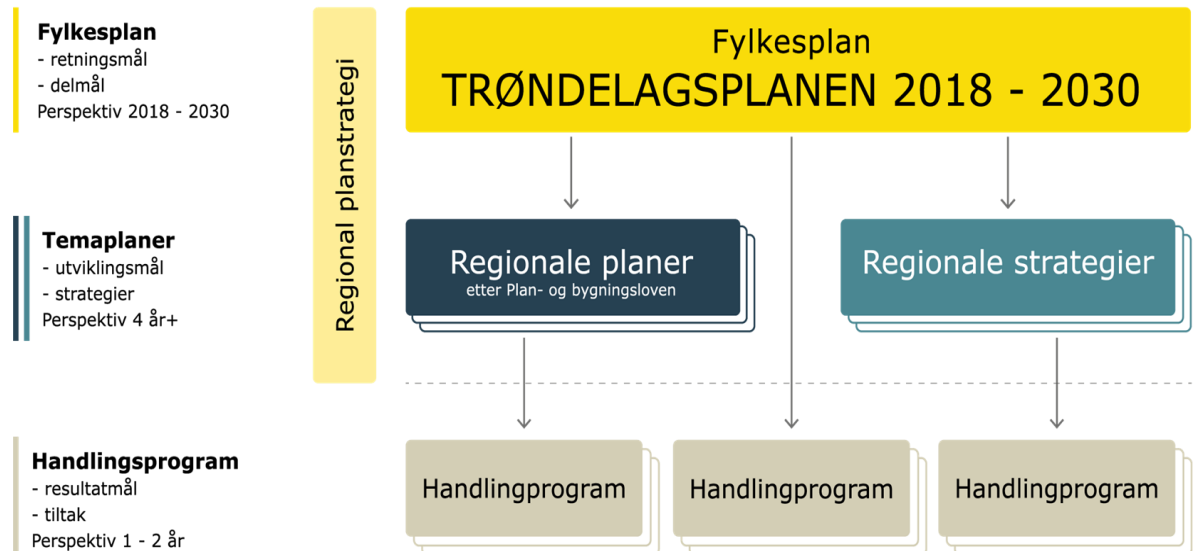 Fylkesplan
- retningsmål
- delmål
Perspektiv 2018 - 2030
Temaplaner
- utviklingsmål
- strategier
Perspektiv 4 år+
Handlingsprogram
- resultatmål
- tiltak
Perspektiv 1 - 2 år
Regional planstrategi
Fylkesplan
TRØNDELAGSPLANEN 2018 - 2030
Regionale planer
etter Plan- og bygningsloven
Regionale strategier
Handlingprogram
Handlingprogram
Handlingprogram